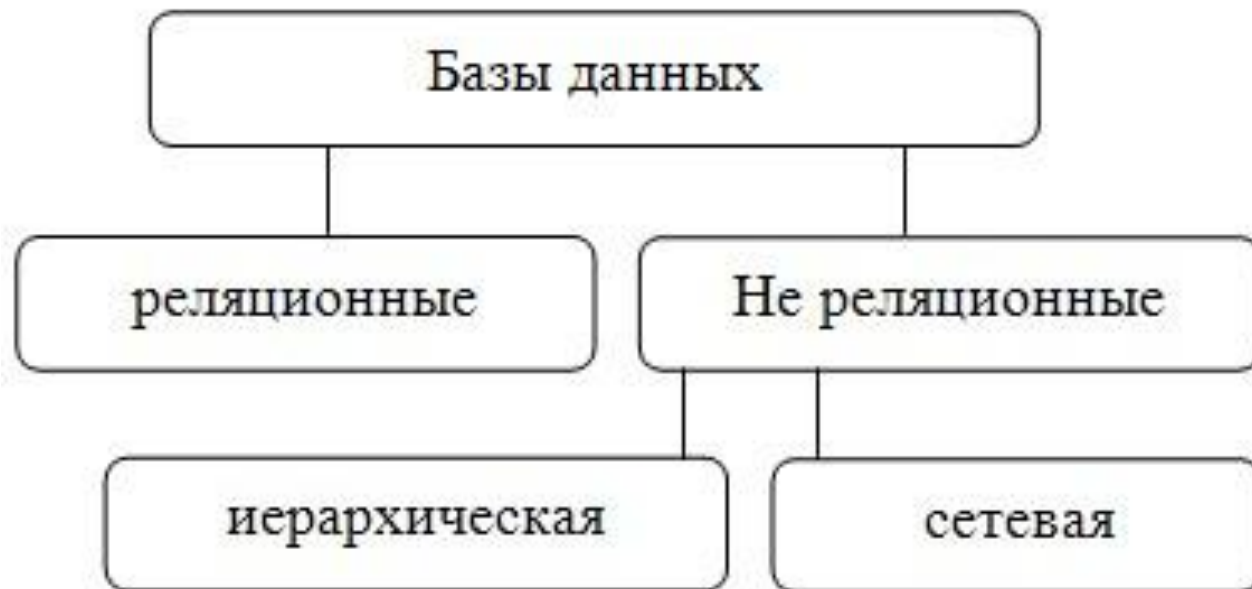 Базы данных
реляционные
Не реляционные
иерархическая
сетевая